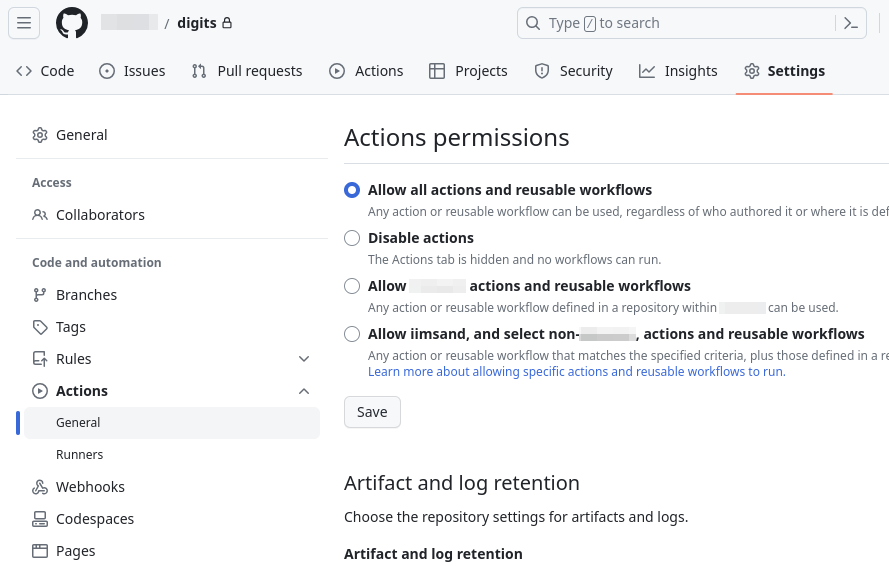 / digits
Type / to search
Code Issues Pull requests Actions Projects Security Insights Settings
General
Access
Collaborators
Code and automation
Branches
Tags
Rules
Actions
General
Runners
Webhooks
Codespaces
Pages
Actions permissions
Allow all actions and reusable workflows
Any action or reusable workflow can be used, regardless of who authored it or where it is def
Disable actions
The Actions tab is hidden and no workflows can run.
Allow actions and reusable workflows
Any action or reusable workflow defined in a repository within can be used.
Allow iimsand, and select non- , actions and reusable workflows
Any action or reusable workflow that matches the specified criteria, plus those defined in a re
Learn more about allowing specific actions and reusable workflows to run.
Save
Artifact and log retention
Choose the repository settings for artifacts and logs.
Artifact and log retention